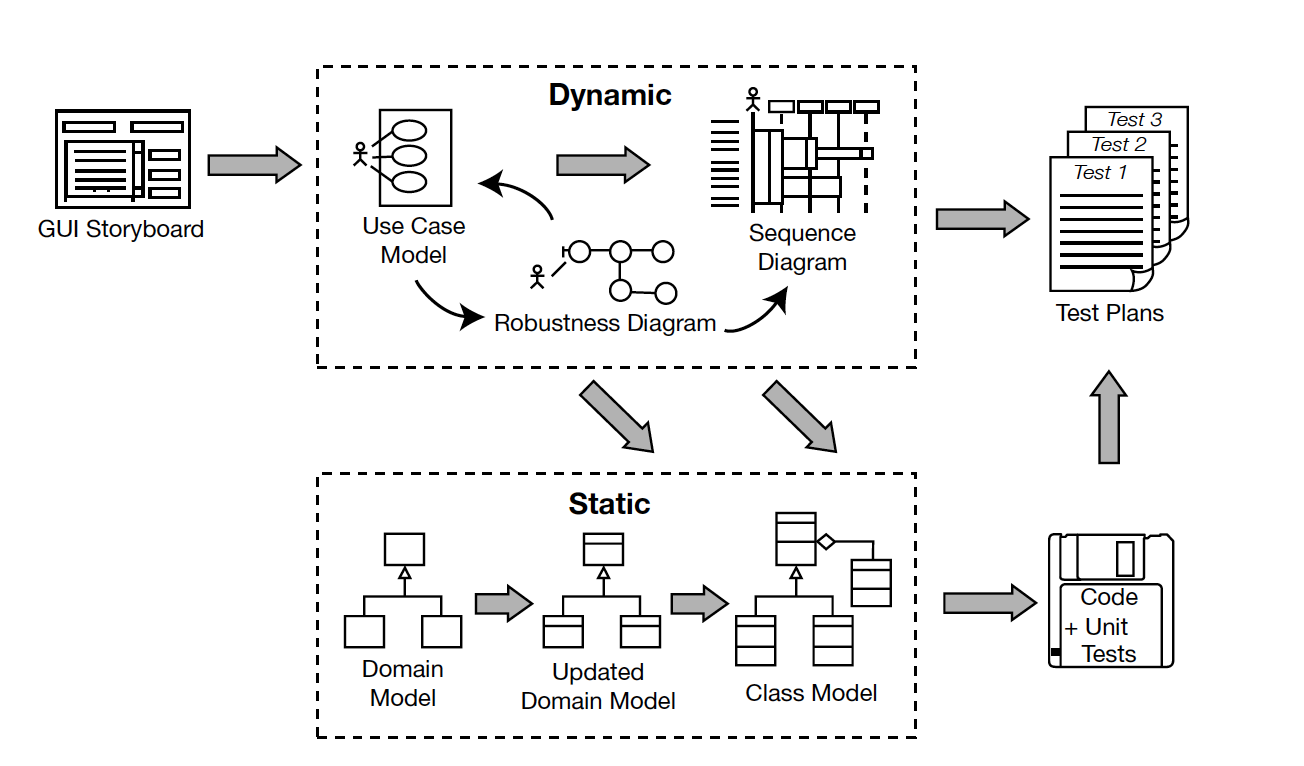 Dynamic
GUI Storyboard
Use Case
Model
Robustness Diagram
Sequence
Diagram
Test 3
Test 2
Test 1
Test Plans
Static
Domain
Model
Updated
Domain Model
Class Model
Code
+ Unit
Tests